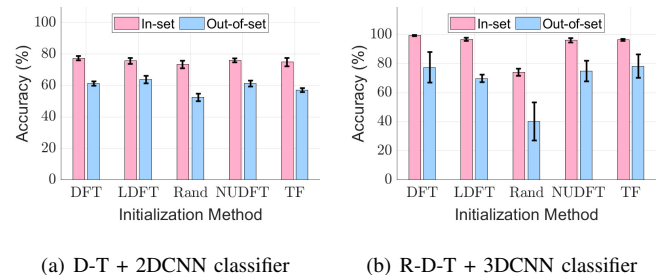 In-set Out-of-set
Accuracy (%)
100
80
60
40
20
0
DFT LDFT Rand NUDFT TF
Initialization Method
(a) D-T + 2DCNN classifier
In-set Out-of-set
Accuracy (%)
100
80
60
40
20
0
DFT LDFT Rand NUDFT TF
Initialization Method
(b) R-D-T + 3DCNN classifier